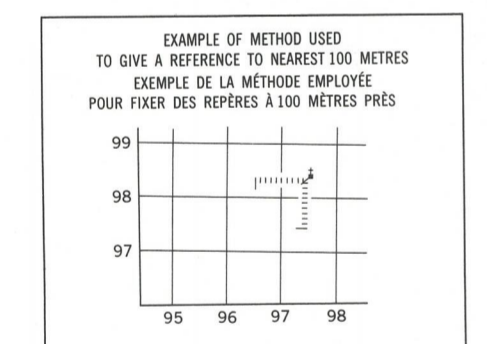 EXAMPLE OF METHOD USED
TO GIVE A REFERENCE TO NEAREST 100 METRES
EXEMPLE DE LA MÉTHODE EMPLOYÉE
POUR FIXER DES REPÈRES À 100 MÈTRES PRÈS
99
98
97
95 96 97 98